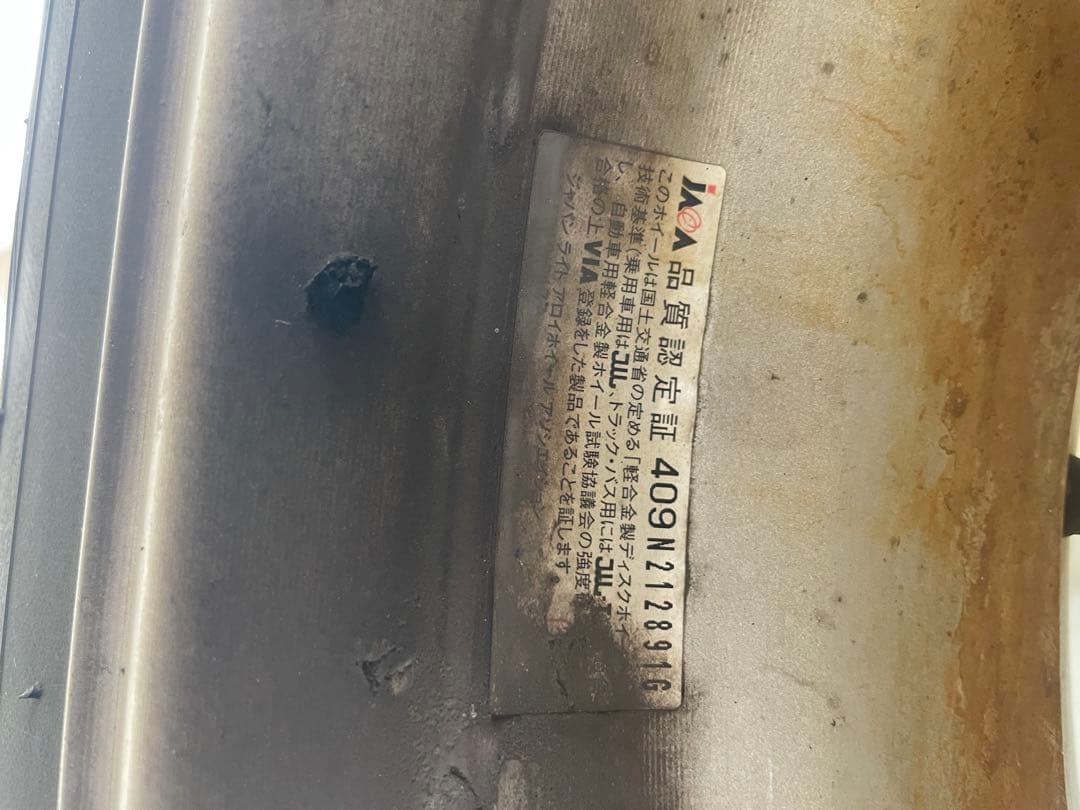 JAWA 品質認定証 409N212891G
このホイールは国土交通省の定める「軽合金製ディスクホイ
技術基準(乗用車用はJWL、トラック・バス用にはJWL-
し、自動車用軽合金製ホイール試験協議会の強度
合格の上VIA登録をした製品であることを証します。
ジャパン ライト アロイホイール アソシエイション